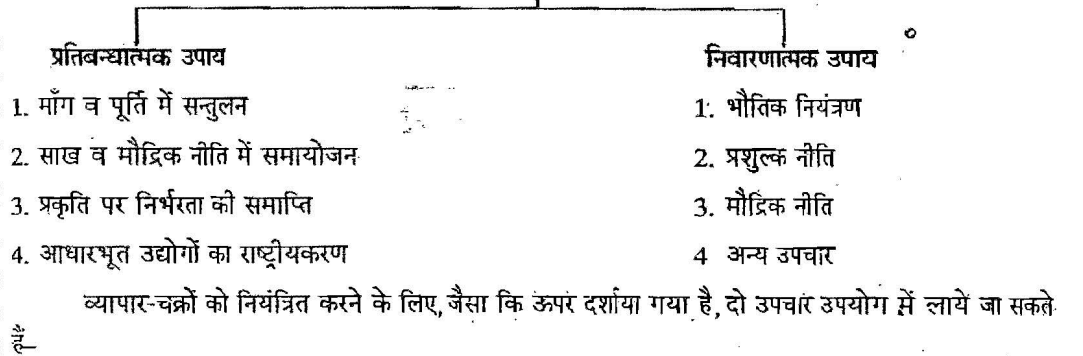 प्रतिबन्धात्मक उपाय
1. माँग व पूर्ति में सन्तुलन
2. साख व मौद्रिक नीति में समायोजन
3. प्रकृति पर निर्भरता की समाप्ति
4. आधारभूत उद्योगों का राष्ट्रीयकरण
निवारणात्मक उपाय
1. भौतिक नियंत्रण
2. प्रशुल्क नीति
3. मौद्रिक नीति
4 अन्य उपचार
व्यापार-चक्रों को नियंत्रित करने के लिए, जैसा कि ऊपर दर्शाया गया है, दो उपचार उपयोग में लाये जा सकते
हैं—